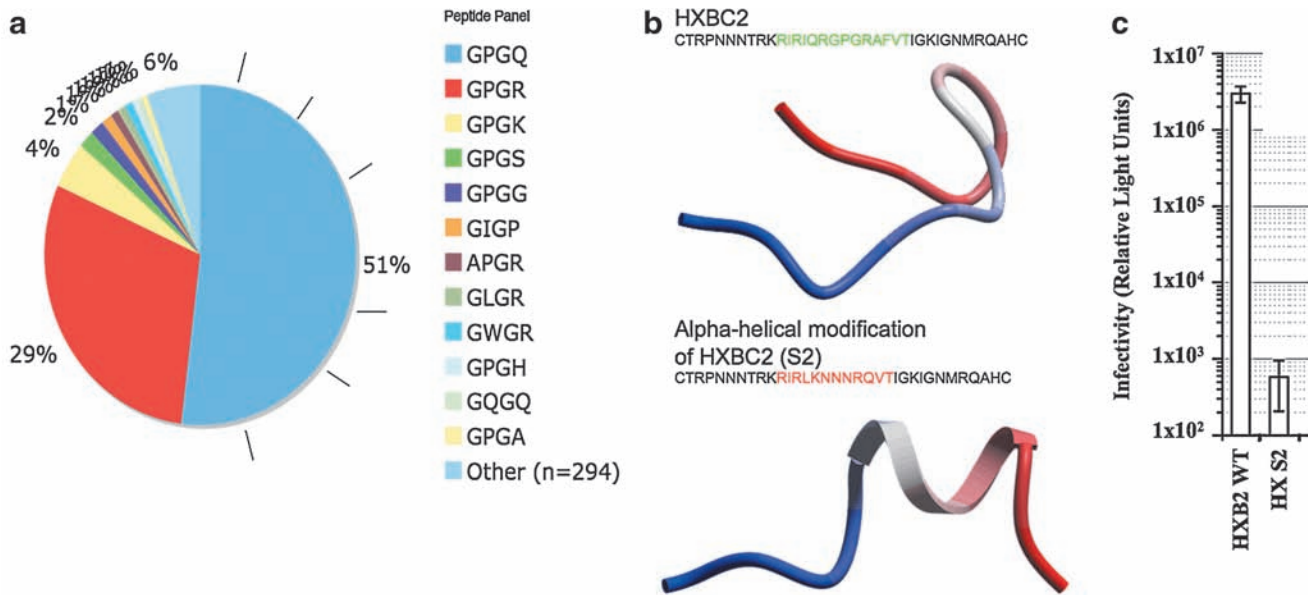 a
Peptide Panel
GPGQ
GPGR
GPGK
GPGS
GPGG
GIGP
APGR
GLGR
GWGR
GPGH
GQGQ
GPGA
Other (n=294)
6%
2%
4%
29%
51%
b
HXBC2
CTRPNNNTRKRIRIQRGPGRAFVTIGKIGNMRQAHC
Alpha-helical modification
of HXBC2 (S2)
CTRPNNNTRKRIRLKNNNRQVTIGKIGNMRQAHC
c
Infectivity (Relative Light Units)
1x10⁷
1x10⁶
1x10⁵
1x10⁴
1x10³
1x10²
HXB2 WT
HX S2